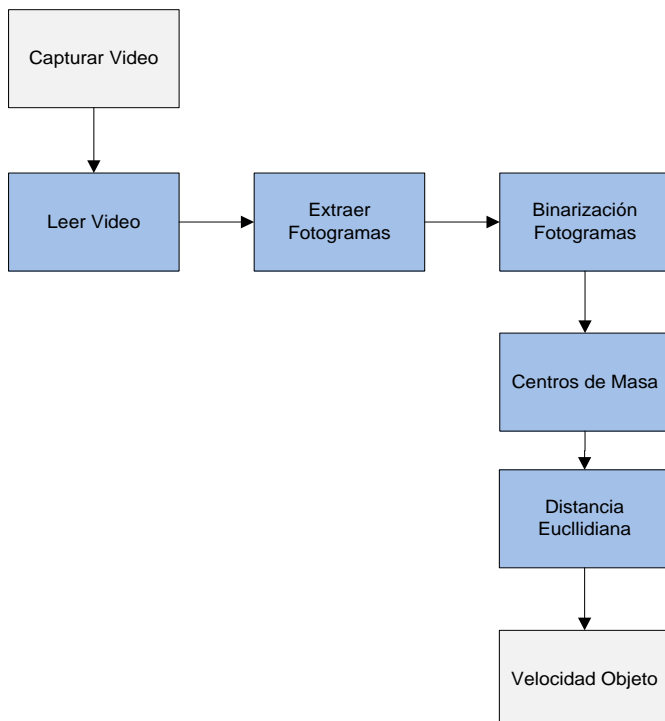 Capturar Video
Leer Video
Extraer
Fotogramas
Binarización
Fotogramas
Centros de Masa
Distancia
Eucllidiana
Velocidad Objeto